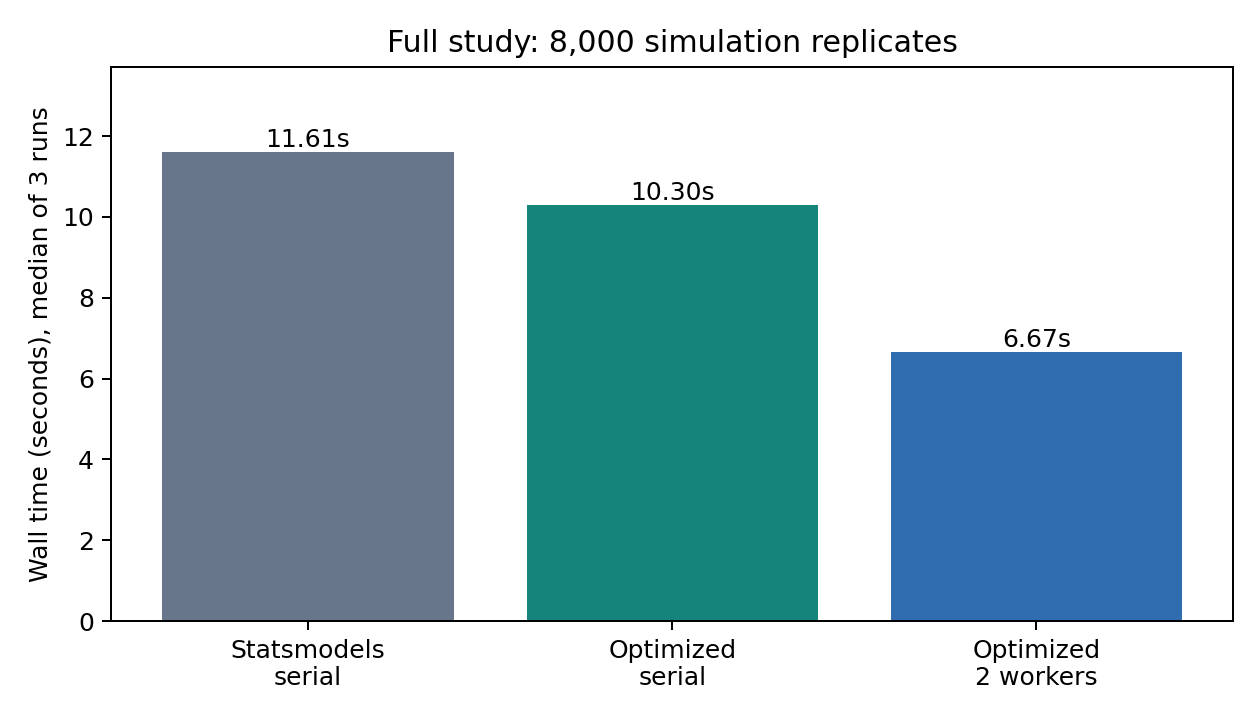 Full study: 8,000 simulation replicates
Wall time (seconds), median of 3 runs
12
10
8
6
4
2
0
11.61s
10.30s
6.67s
Statsmodels
serial
Optimized
serial
Optimized
2 workers